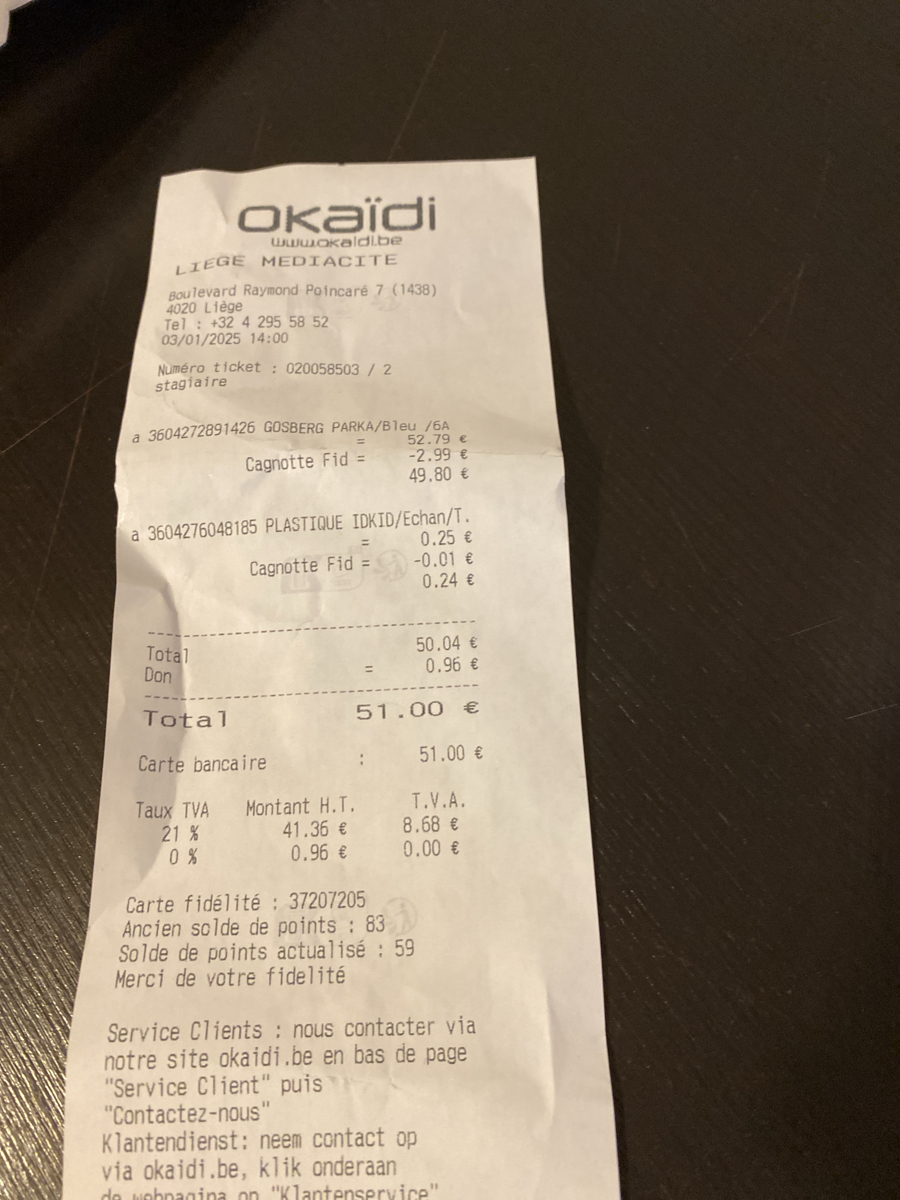 Okaïdi
www.okaidi.be
LIEGE MEDIACITE
Boulevard Raymond Poincaré 7 (1438)
4020 Liège
Tel : +32 4 295 58 52
03/01/2025 14:00
Numéro ticket : 020058503 / 2
stagiaire
a 3604272891426 GOSBERG PARKA/Bleu /6A
= 52.79 €
Cagnotte Fid = -2.99 €
49.80 €
a 3604276048185 PLASTIQUE IDKID/Echan/T.
= 0.25 €
Cagnotte Fid = -0.01 €
0.24 €
Total 50.04 €
Don = 0.96 €
Total 51.00 €
Carte bancaire : 51.00 €
Taux TVA Montant H.T. T.V.A.
21 % 41.36 € 8.68 €
0 % 0.96 € 0.00 €
Carte fidélité : 37207205
Ancien solde de points : 83
Solde de points actualisé : 59
Merci de votre fidelité
Service Clients : nous contacter via
notre site okaidi.be en bas de page
"Service Client" puis
"Contactez-nous"
Klantendienst: neem contact op
via okaidi.be, klik onderaan
de webpagina op "Klantenservice"